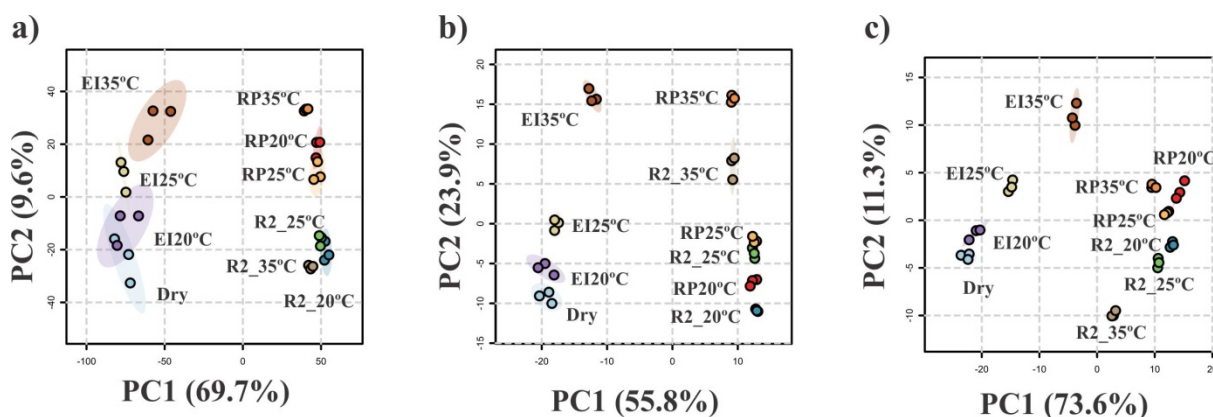 a)
PC2 (9.6%)
40
20
0
-20
40
EI35ºC
RP35ºC
RP20ºC
RP25ºC
EI25ºC
R2_25ºC
EI20ºC
R2_35ºC
Dry
R2_20ºC
-100
-50
0
50
PC1 (69.7%)
b)
PC2 (23.9%)
20
15
10
5
0
-5
-10
-15
EI35ºC
RP35ºC
R2_35ºC
EI25ºC
RP25ºC
R2_25ºC
EI20ºC
RP20ºC
Dry
R2_20ºC
-20
-10
0
10
PC1 (55.8%)
c)
PC2 (11.3%)
15
10
5
0
-5
-10
EI35ºC
RP20ºC
EI25ºC
RP35ºC
RP25ºC
EI20ºC
R2_20ºC
Dry
R2_25ºC
R2_35ºC
-20
-10
0
10
20
PC1 (73.6%)